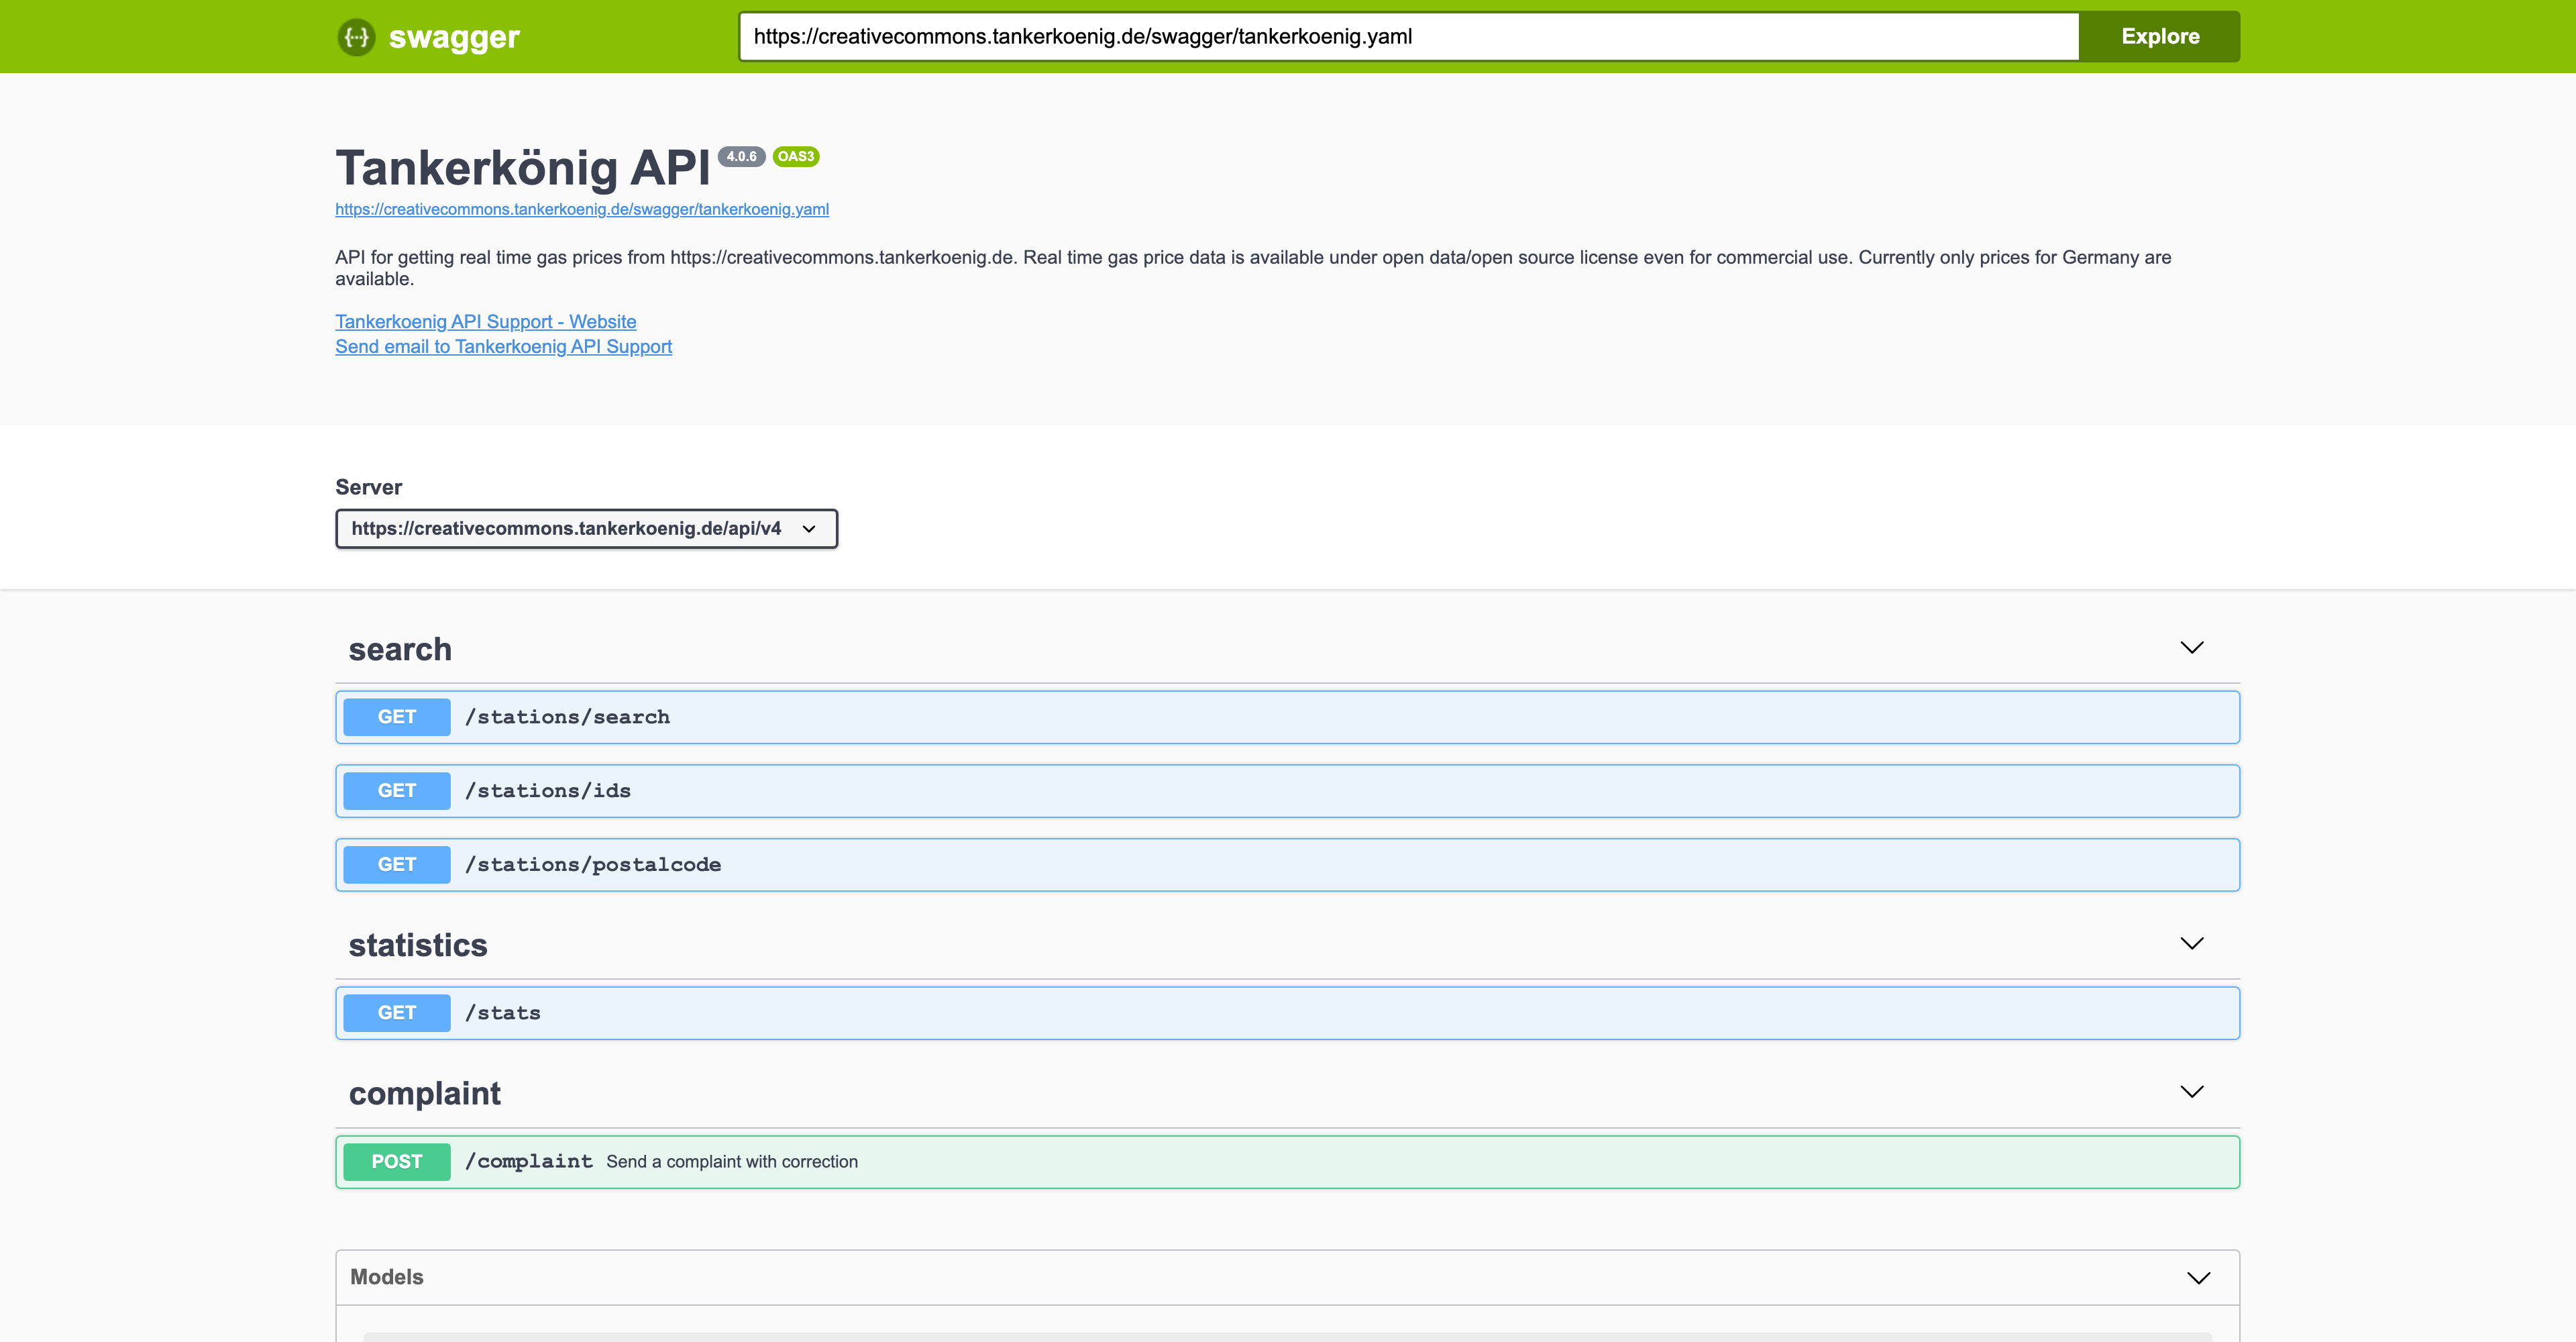 swagger
https://creativecommons.tankerkoenig.de/swagger/tankerkoenig.yaml
Explore
Tankerkönig API 4.0.6 OAS3
https://creativecommons.tankerkoenig.de/swagger/tankerkoenig.yaml
API for getting real time gas prices from https://creativecommons.tankerkoenig.de. Real time gas price data is available under open data/open source license even for commercial use. Currently only prices for Germany are
available.
Tankerkoenig API Support - Website
Send email to Tankerkoenig API Support
Server
https://creativecommons.tankerkoenig.de/api/v4
search
GET /stations/search
GET /stations/ids
GET /stations/postalcode
statistics
GET /stats
complaint
POST /complaint Send a complaint with correction
Models